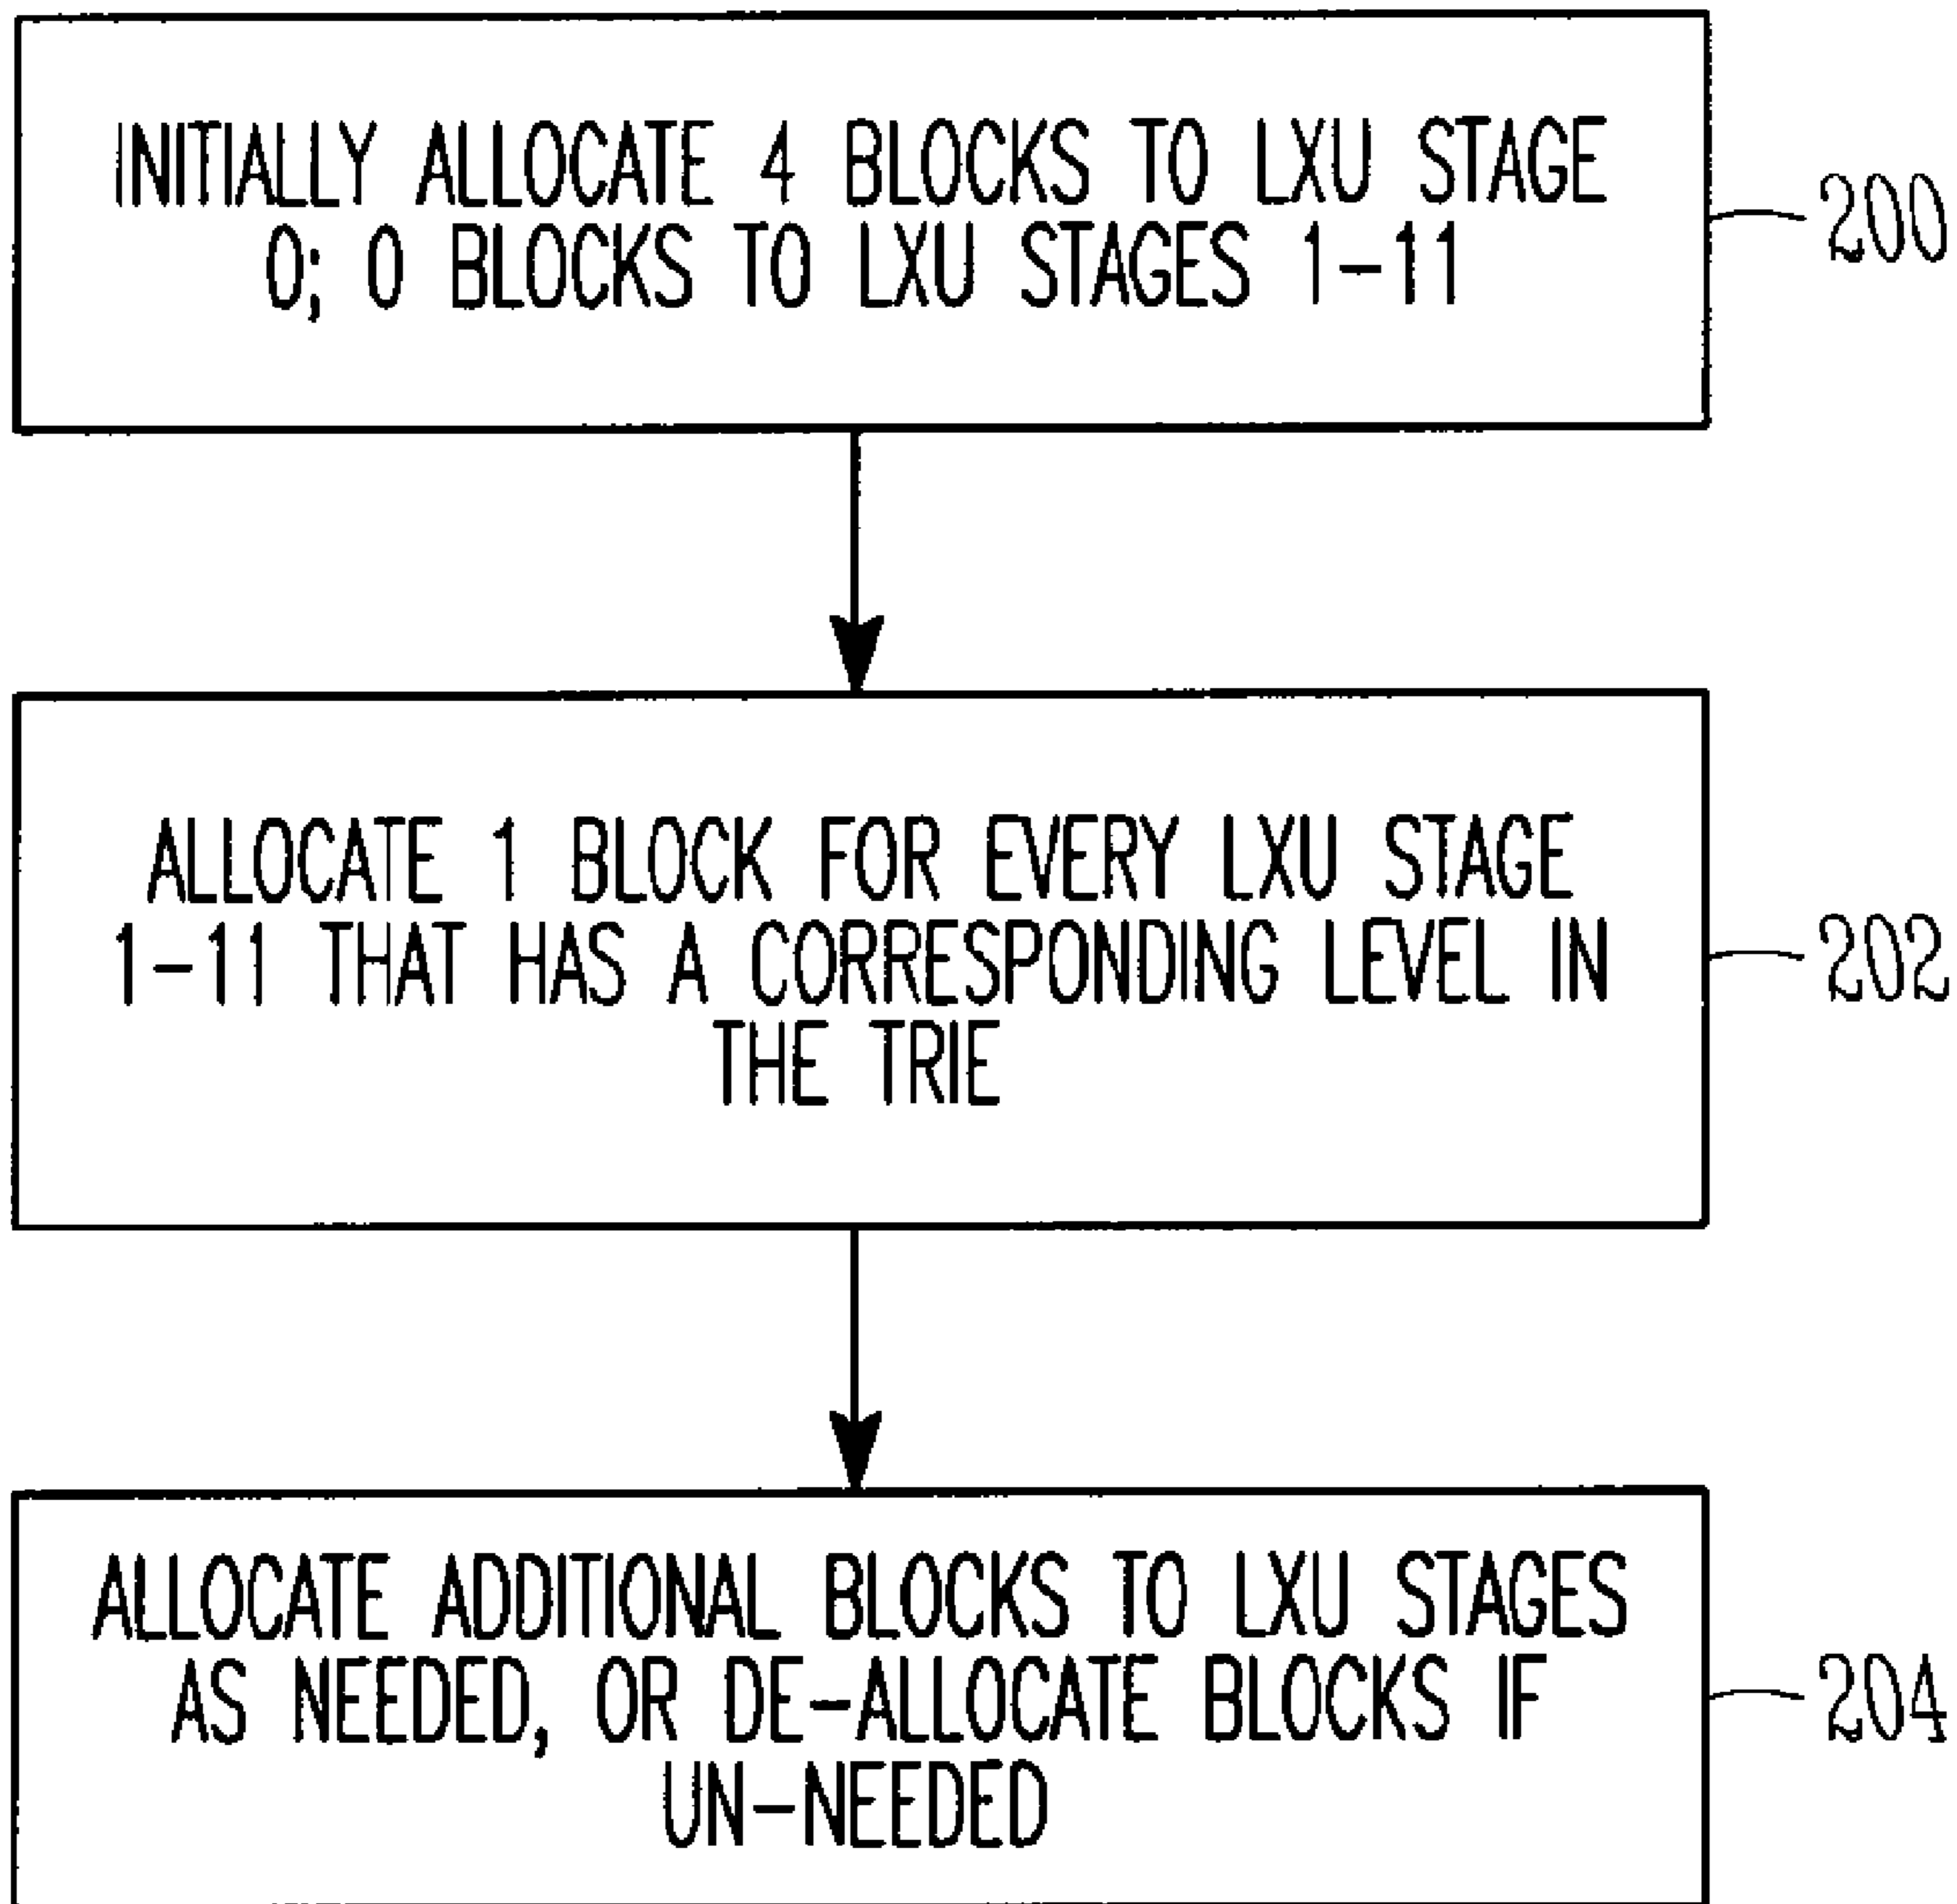 INITIALLY ALLOCATE 4 BLOCKS TO LXU STAGE
0; 0 BLOCKS TO LXU STAGES 1-11
200
ALLOCATE 1 BLOCK FOR EVERY LXU STAGE
1-11 THAT HAS A CORRESPONDING LEVEL IN
THE TRIE
202
ALLOCATE ADDITIONAL BLOCKS TO LXU STAGES
AS NEEDED, OR DE-ALLOCATE BLOCKS IF
UN-NEEDED
204